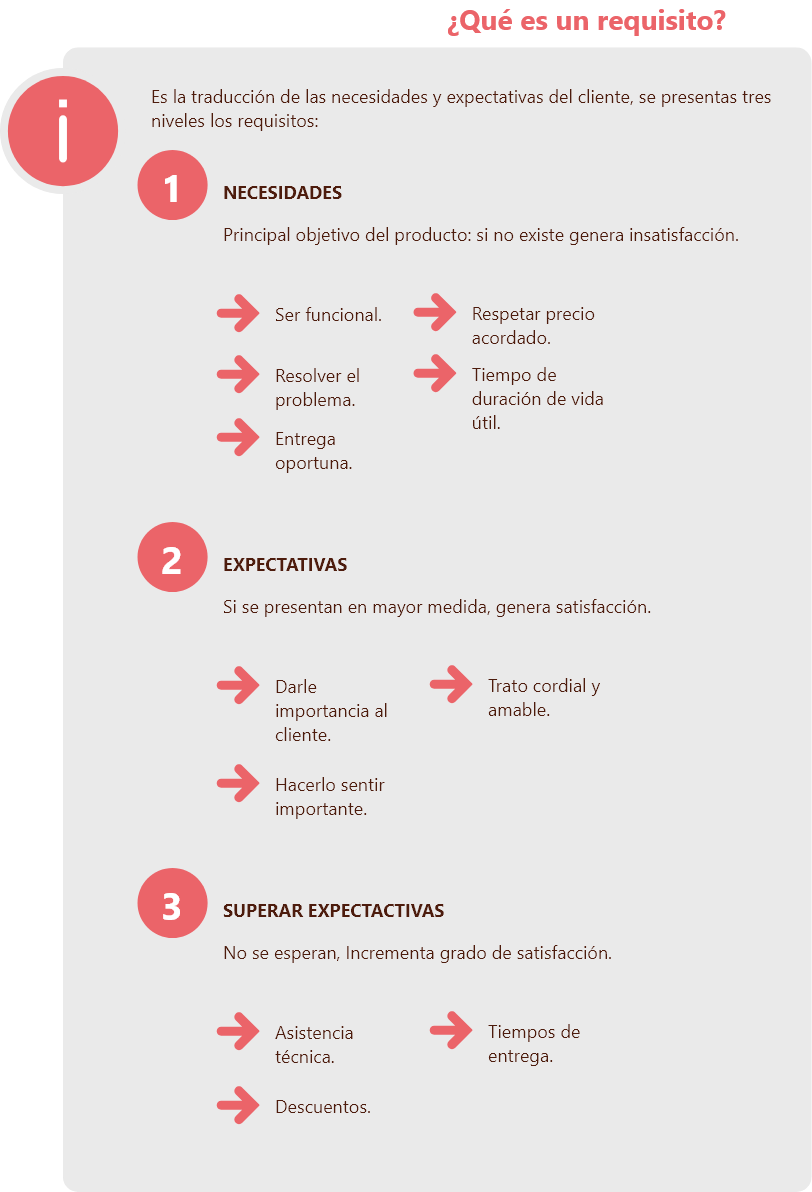 ¿Qué es un requisito?
i
Es la traducción de las necesidades y expectativas del cliente, se presentas tres
niveles los requisitos:
1
NECESIDADES
Principal objetivo del producto: si no existe genera insatisfacción.
Ser funcional.
Resolver el
problema.
Entrega
oportuna.
Respetar precio
acordado.
Tiempo de
duración de vida
útil.
2
EXPECTATIVAS
Si se presentan en mayor medida, genera satisfacción.
Darle
importancia al
cliente.
Hacerlo sentir
importante.
Trato cordial y
amable.
3
SUPERAR EXPECTACTIVAS
No se esperan, Incrementa grado de satisfacción.
Asistencia
técnica.
Descuentos.
Tiempos de
entrega.